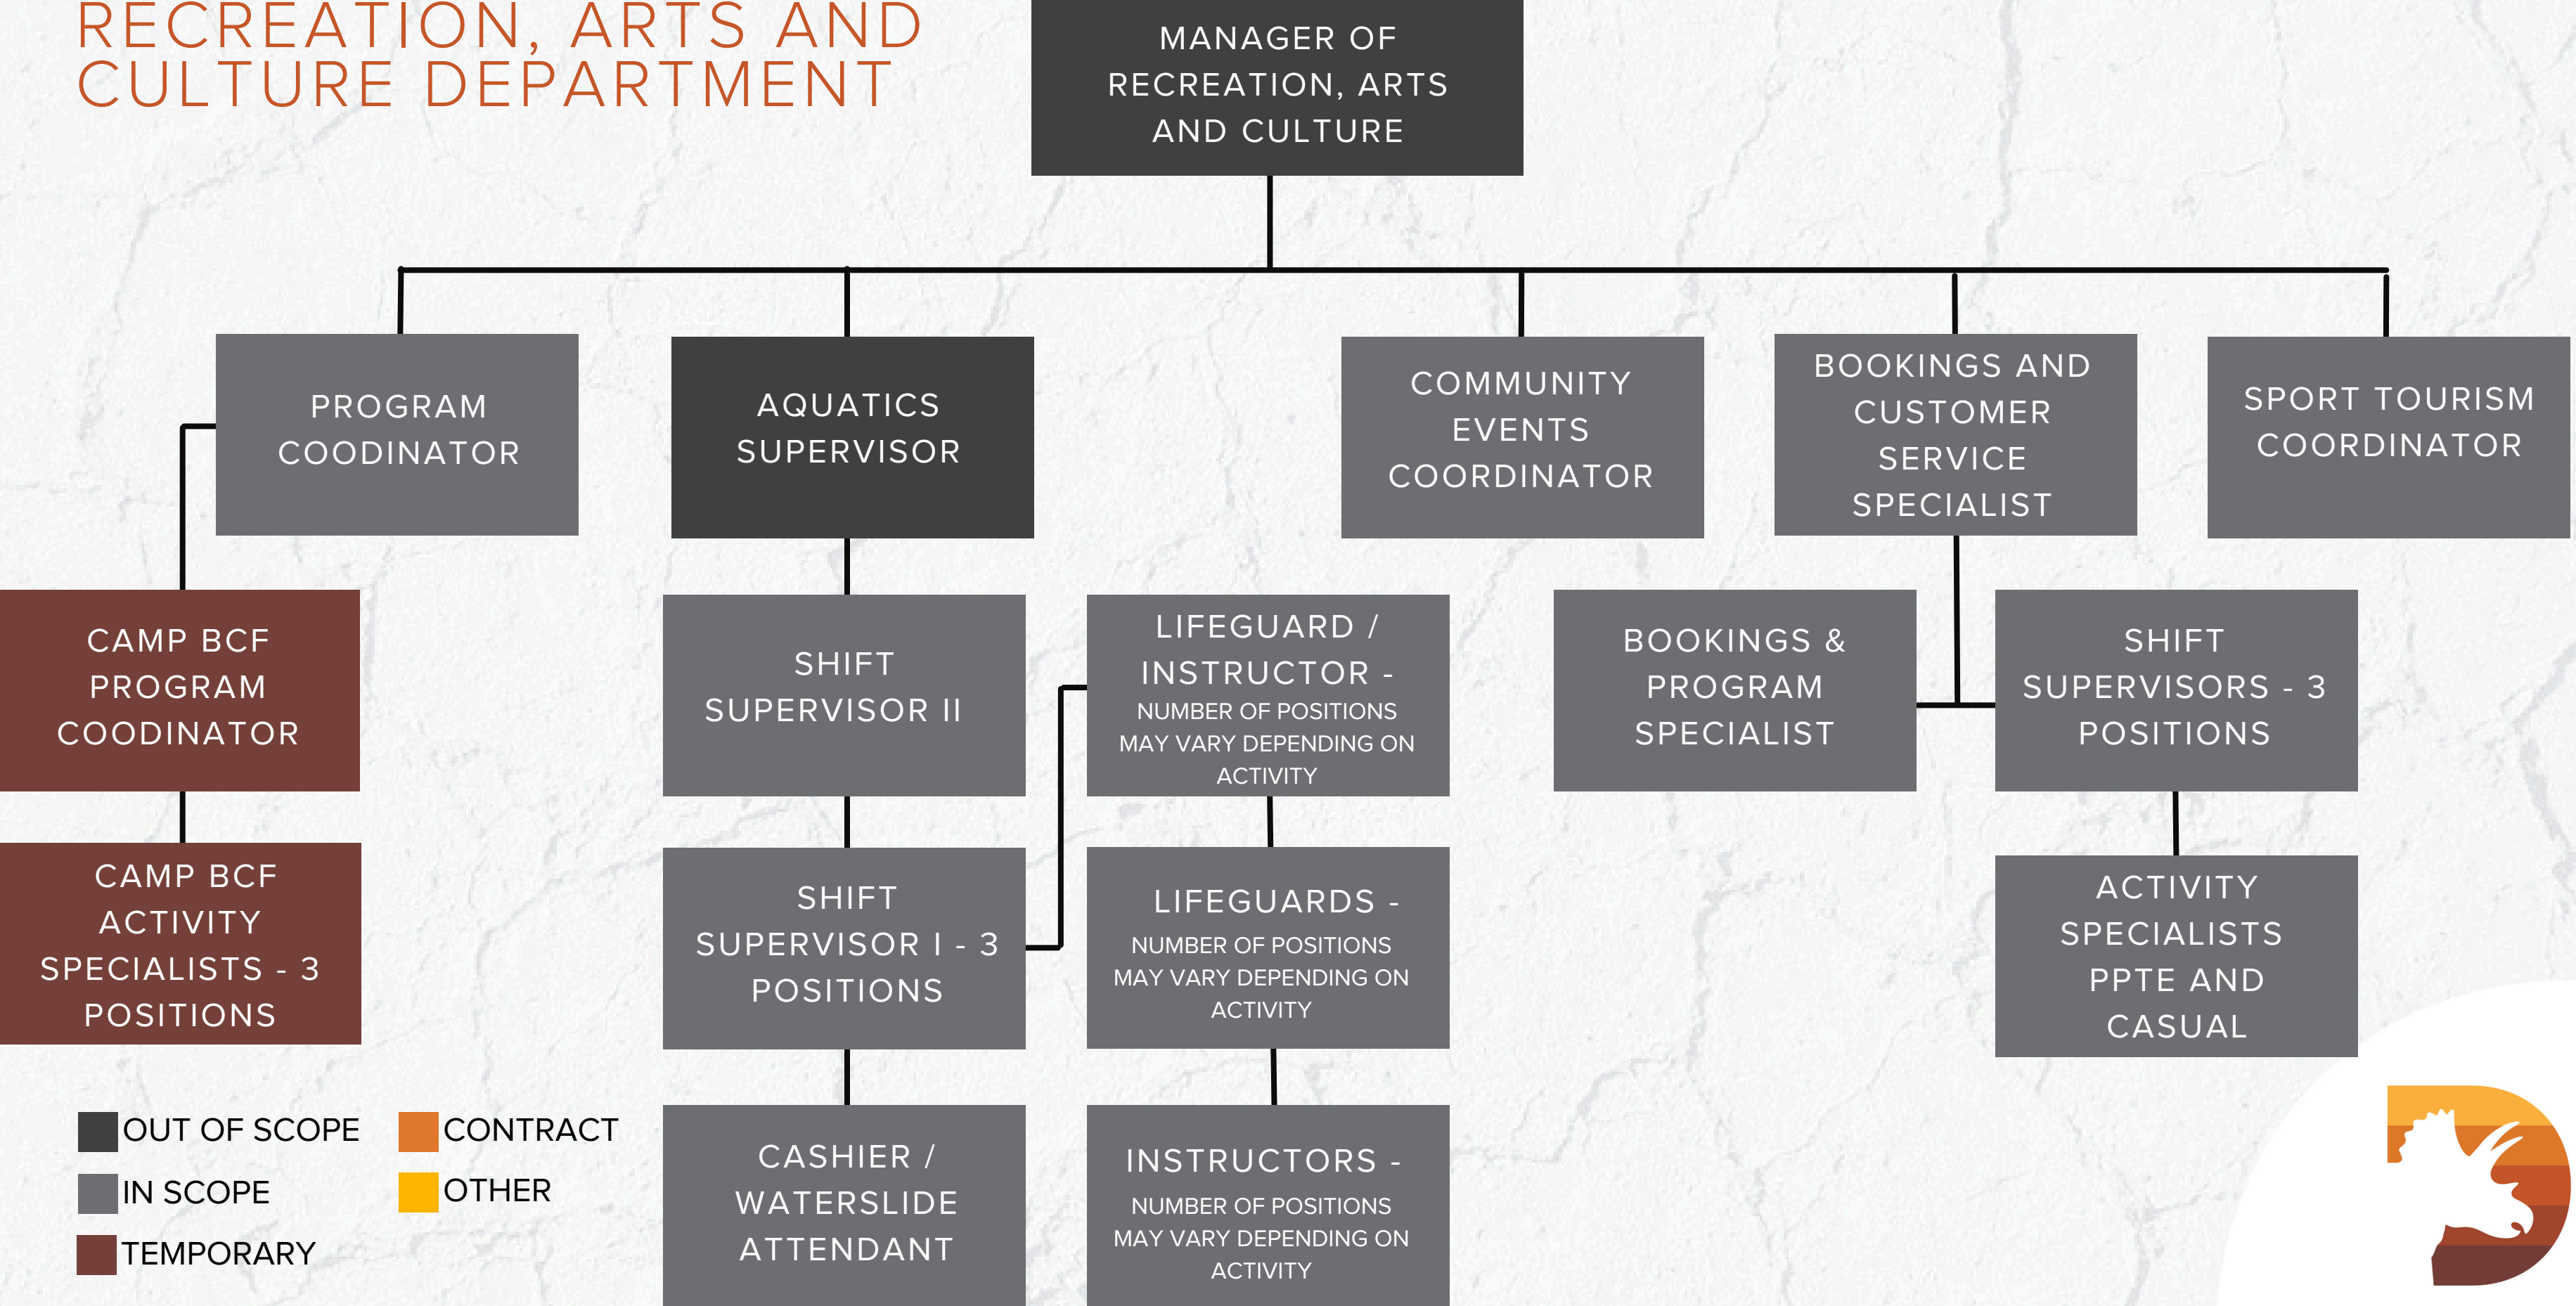 RECREATION, ARTS AND
CULTURE DEPARTMENT
MANAGER OF
RECREATION, ARTS
AND CULTURE
PROGRAM
COODINATOR
AQUATICS
SUPERVISOR
COMMUNITY
EVENTS
COORDINATOR
BOOKINGS AND
CUSTOMER
SERVICE
SPECIALIST
SPORT TOURISM
COORDINATOR
CAMP BCF
PROGRAM
COODINATOR
SHIFT
SUPERVISOR II
LIFEGUARD /
INSTRUCTOR -
NUMBER OF POSITIONS
MAY VARY DEPENDING ON
ACTIVITY
BOOKINGS &
PROGRAM
SPECIALIST
SHIFT
SUPERVISORS - 3
POSITIONS
CAMP BCF
ACTIVITY
SPECIALISTS - 3
POSITIONS
SHIFT
SUPERVISOR I - 3
POSITIONS
LIFEGUARDS -
NUMBER OF POSITIONS
MAY VARY DEPENDING ON
ACTIVITY
ACTIVITY
SPECIALISTS
PPTE AND
CASUAL
CASHIER /
WATERSLIDE
ATTENDANT
INSTRUCTORS -
NUMBER OF POSITIONS
MAY VARY DEPENDING ON
ACTIVITY
OUT OF SCOPE
IN SCOPE
TEMPORARY
CONTRACT
OTHER